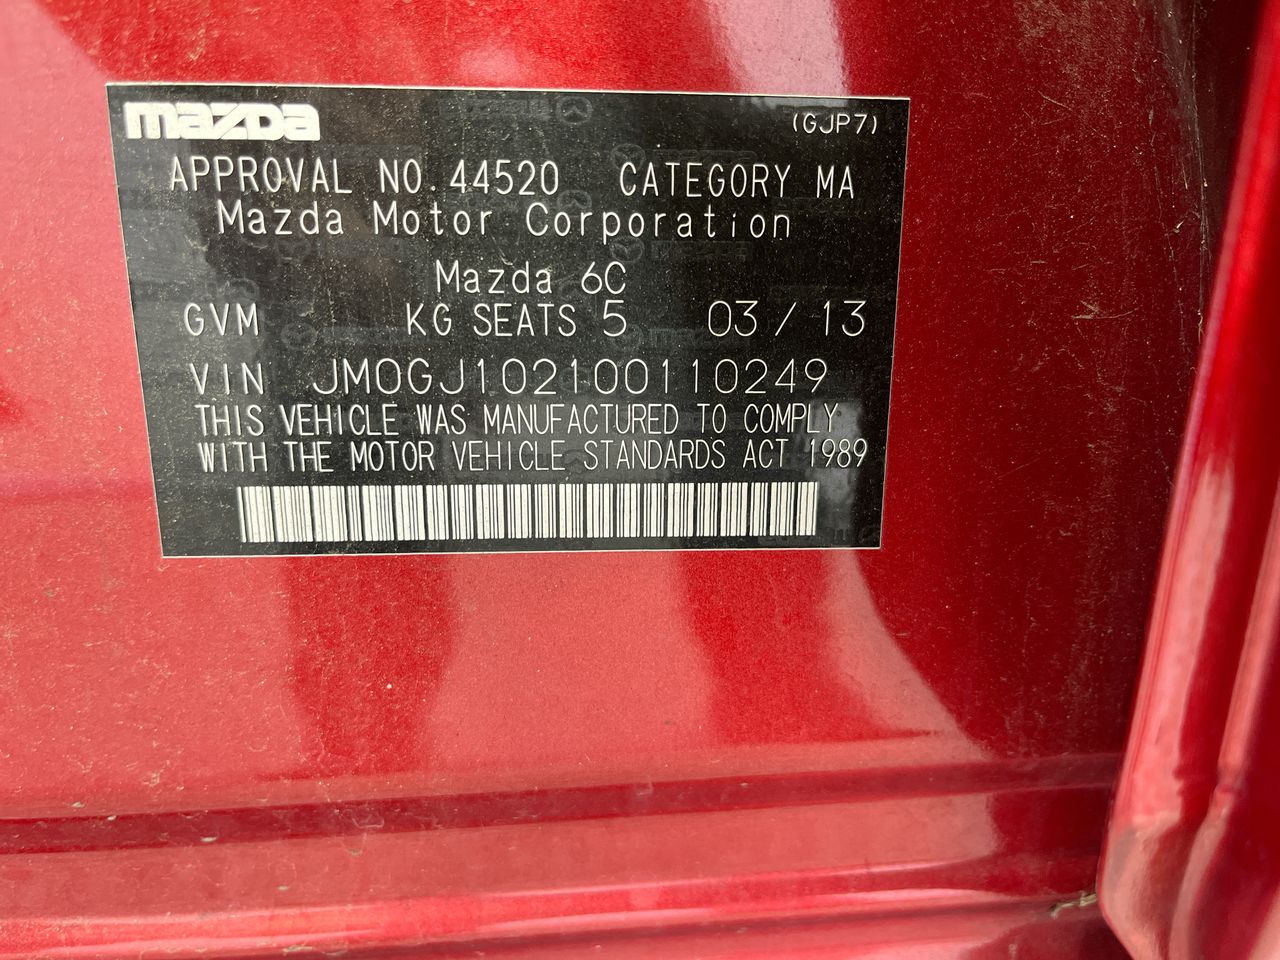 mazda
(GJP7)
APPROVAL NO. 44520 CATEGORY MA
Mazda Motor Corporation
Mazda 6C
GVM KG SEATS 5 03/13
VIN JM0GJ102100110249
THIS VEHICLE WAS MANUFACTURED TO COMPLY
WITH THE MOTOR VEHICLE STANDARDS ACT 1989